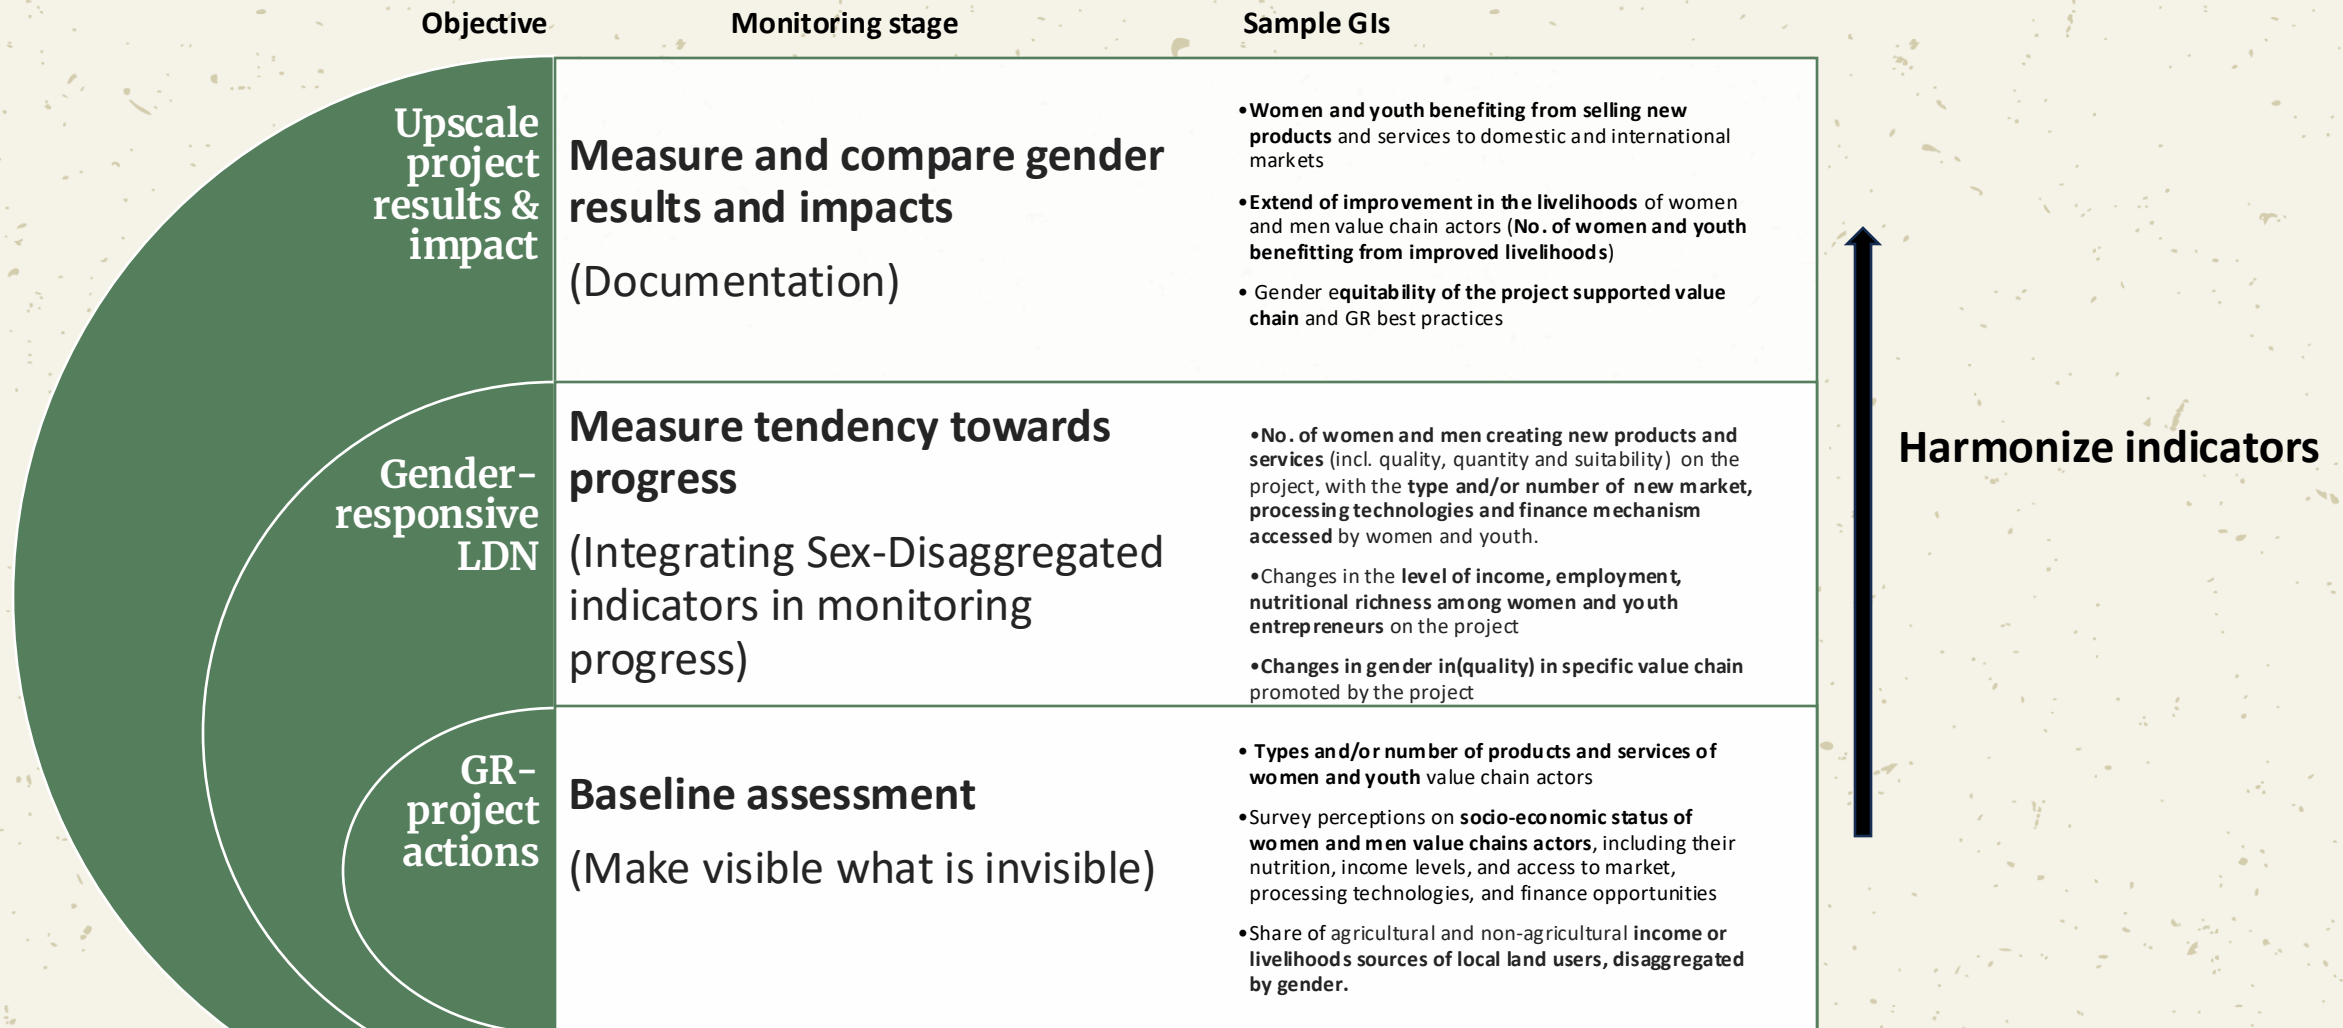 Objective
Monitoring stage
Sample GIs
Upscale
project
results &
impact
Measure and compare gender
results and impacts
(Documentation)
•Women and youth benefiting from selling new
products and services to domestic and international
markets
•Extend of improvement in the livelihoods of women
and men value chain actors (No. of women and youth
benefitting from improved livelihoods)
• Gender equitability of the project supported value
chain and GR best practices
Gender-
responsive
LDN
Measure tendency towards
progress
(Integrating Sex-Disaggregated
indicators in monitoring
progress)
•No. of women and men creating new products and
services (incl. quality, quantity and suitability) on the
project, with the type and/or number of new market,
processing technologies and finance mechanism
accessed by women and youth.
•Changes in the level of income, employment,
nutritional richness among women and youth
entrepreneurs on the project
•Changes in gender in(quality) in specific value chain
promoted by the project
GR-
project
actions
Baseline assessment
(Make visible what is invisible)
• Types and/or number of products and services of
women and youth value chain actors
•Survey perceptions on socio-economic status of
women and men value chains actors, including their
nutrition, income levels, and access to market,
processing technologies, and finance opportunities
•Share of agricultural and non-agricultural income or
livelihoods sources of local land users, disaggregated
by gender.
Harmonize indicators